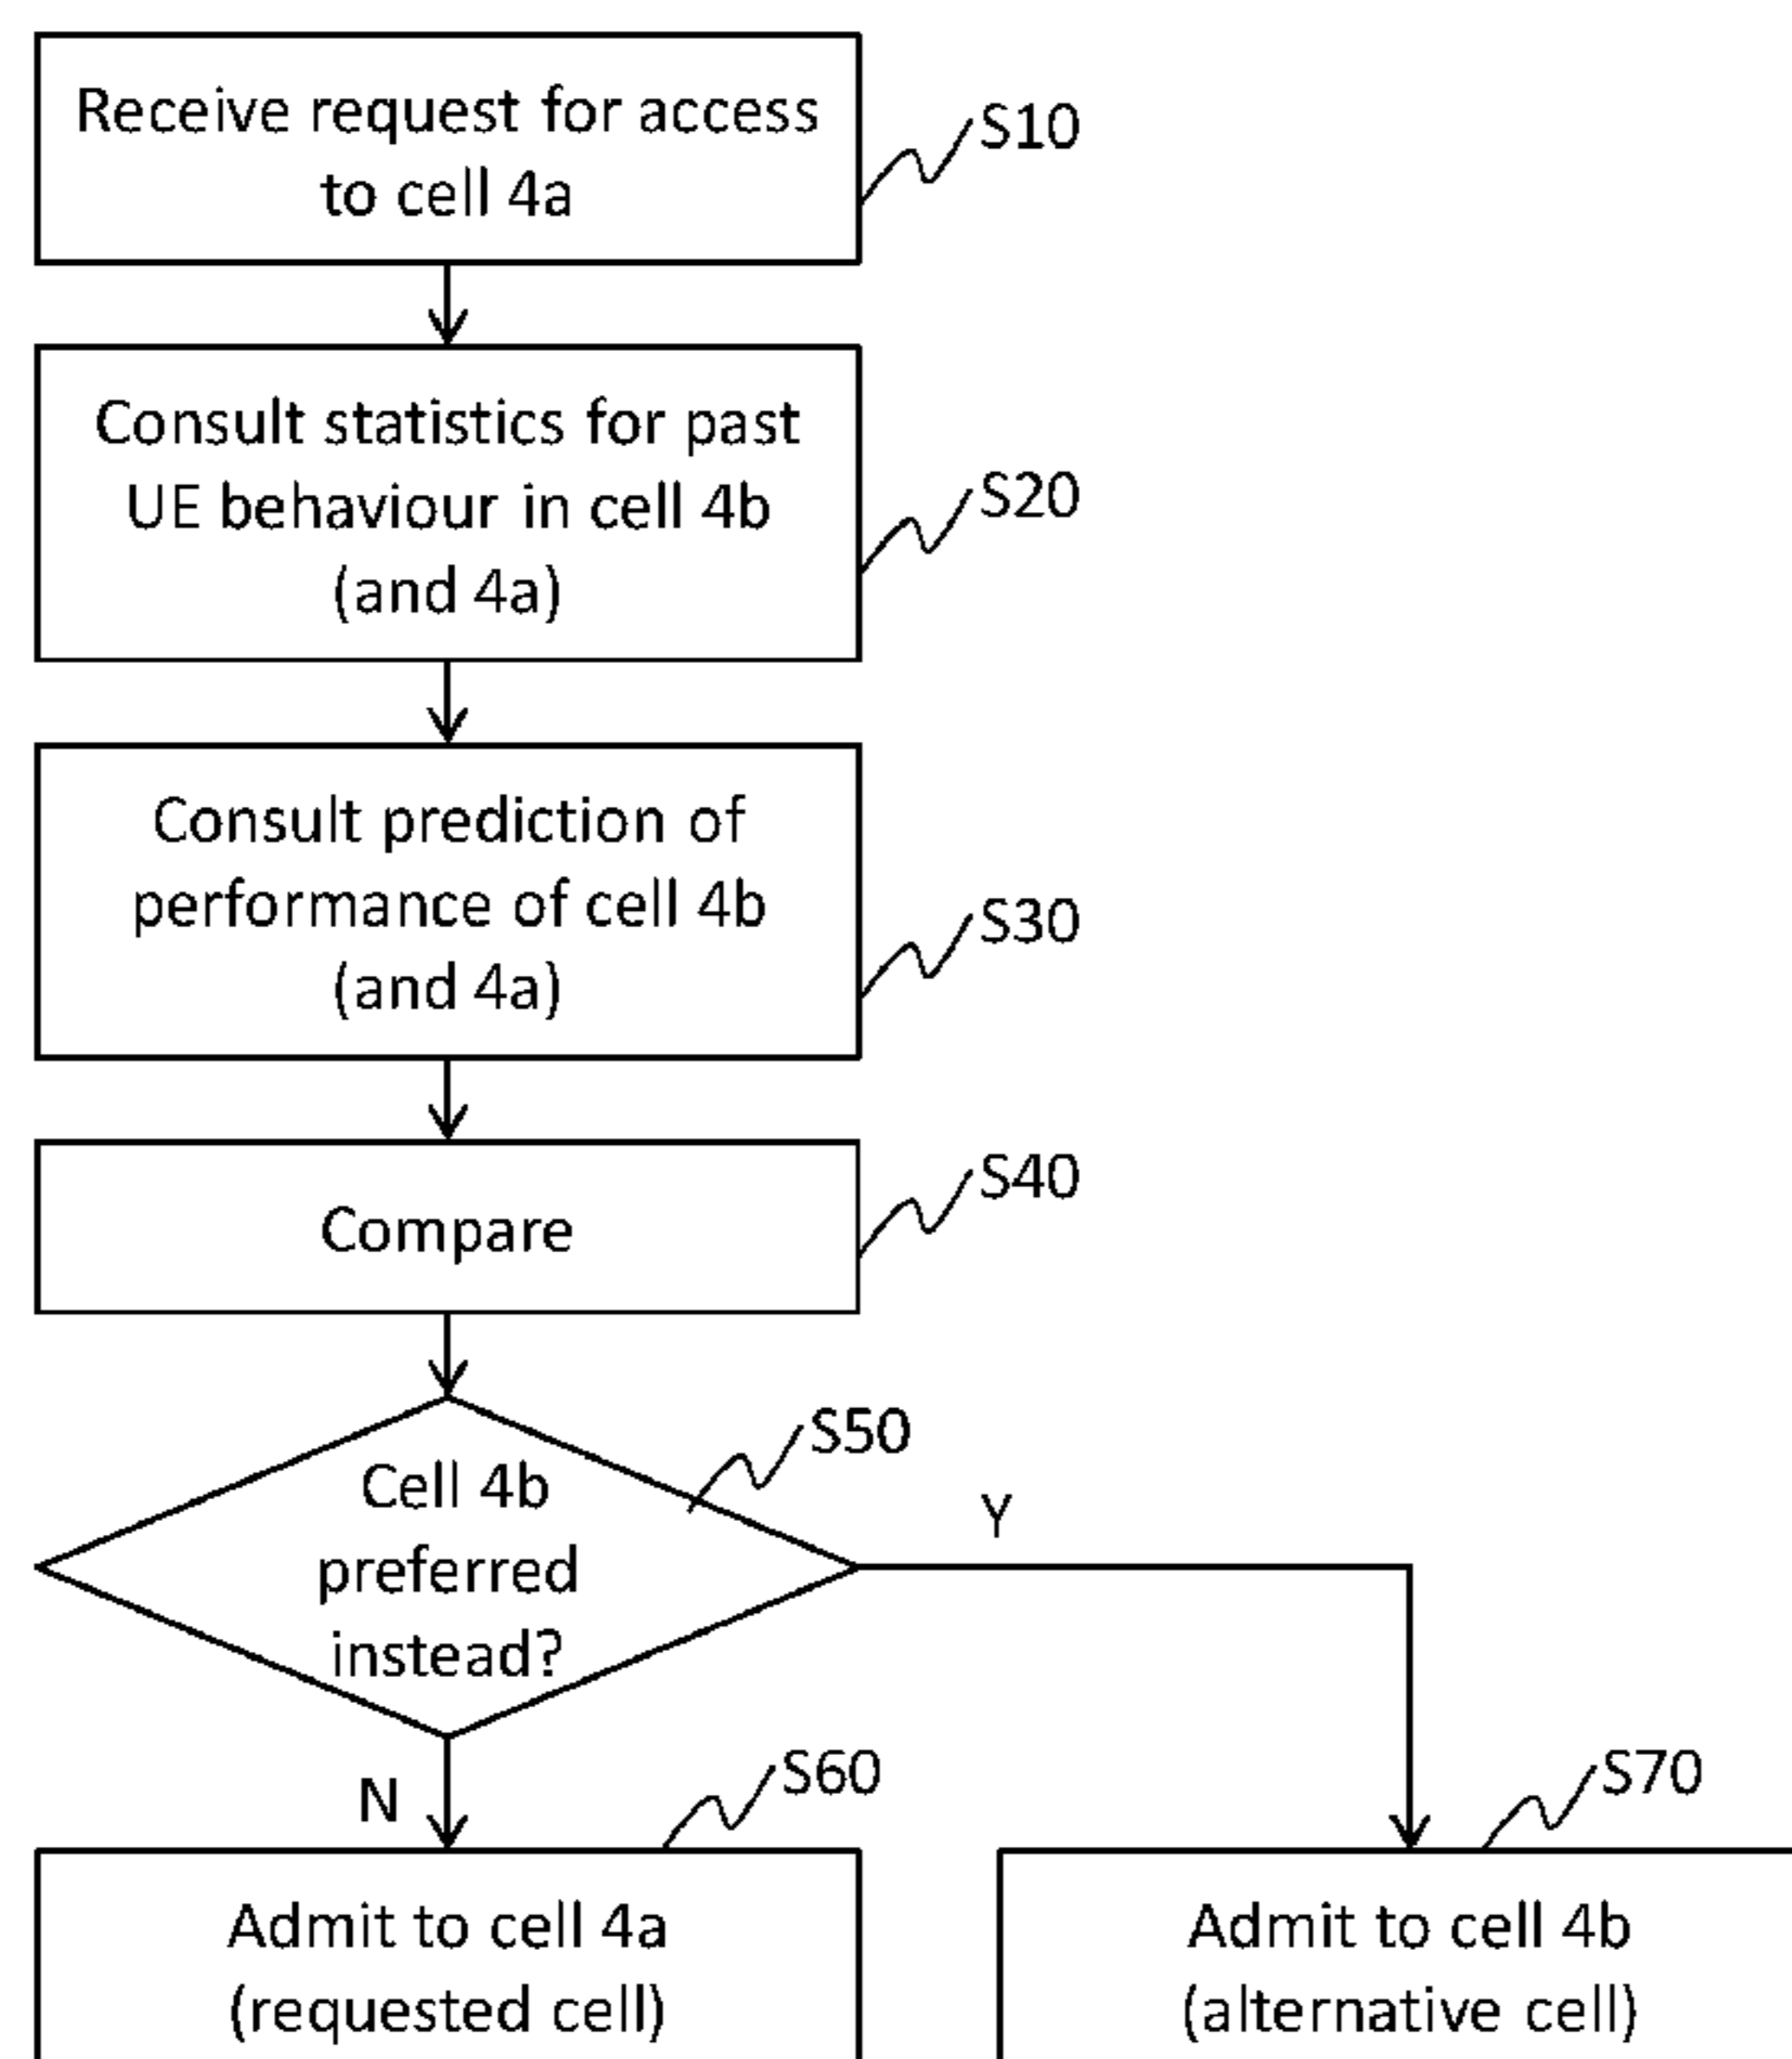 Receive request for access
to cell 4a
S10
Consult statistics for past
UE behaviour in cell 4b
(and 4a)
S20
Consult prediction of
performance of cell 4b
(and 4a)
S30
Compare
S40
Cell 4b
preferred
instead?
S50
Y
N
S60
Admit to cell 4a
(requested cell)
S70
Admit to cell 4b
(alternative cell)